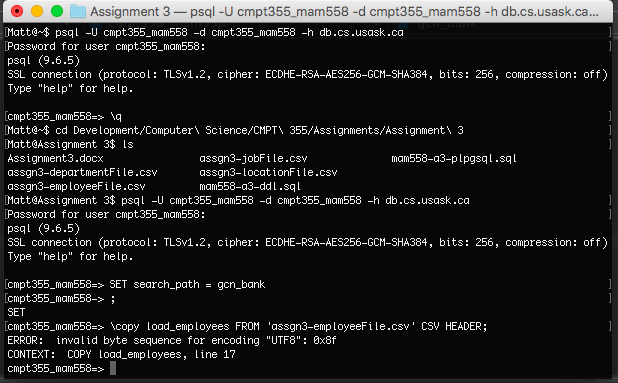 Assignment 3 — psql -U cmpt355_mam558 -d cmpt355_mam558 -h db.cs.usask.ca...
[Matt@~$ psql -U cmpt355_mam558 -d cmpt355_mam558 -h db.cs.usask.ca ]
[Password for user cmpt355_mam558: ]
psql (9.6.5)
SSL connection (protocol: TLSv1.2, cipher: ECDHE-RSA-AES256-GCM-SHA384, bits: 256, compression: off)
Type "help" for help.
[cmpt355_mam558=> \q ]
[Matt@~$ cd Development/Computer\ Science/CMPT\ 355/Assignments/Assignment\ 3 ]
[Matt@Assignment 3$ ls ]
Assignment3.docx assgn3-jobFile.csv mam558-a3-plpgsql.sql
assgn3-departmentFile.csv assgn3-locationFile.csv
assgn3-employeeFile.csv mam558-a3-ddl.sql
[Matt@Assignment 3$ psql -U cmpt355_mam558 -d cmpt355_mam558 -h db.cs.usask.ca ]
[Password for user cmpt355_mam558: ]
psql (9.6.5)
SSL connection (protocol: TLSv1.2, cipher: ECDHE-RSA-AES256-GCM-SHA384, bits: 256, compression: off)
Type "help" for help.
[cmpt355_mam558=> SET search_path = gcn_bank ]
[cmpt355_mam558=> ; ]
SET
[cmpt355_mam558=> \copy load_employees FROM 'assgn3-employeeFile.csv' CSV HEADER; ]
ERROR: invalid byte sequence for encoding "UTF8": 0x8f
CONTEXT: COPY load_employees, line 17
cmpt355_mam558=>